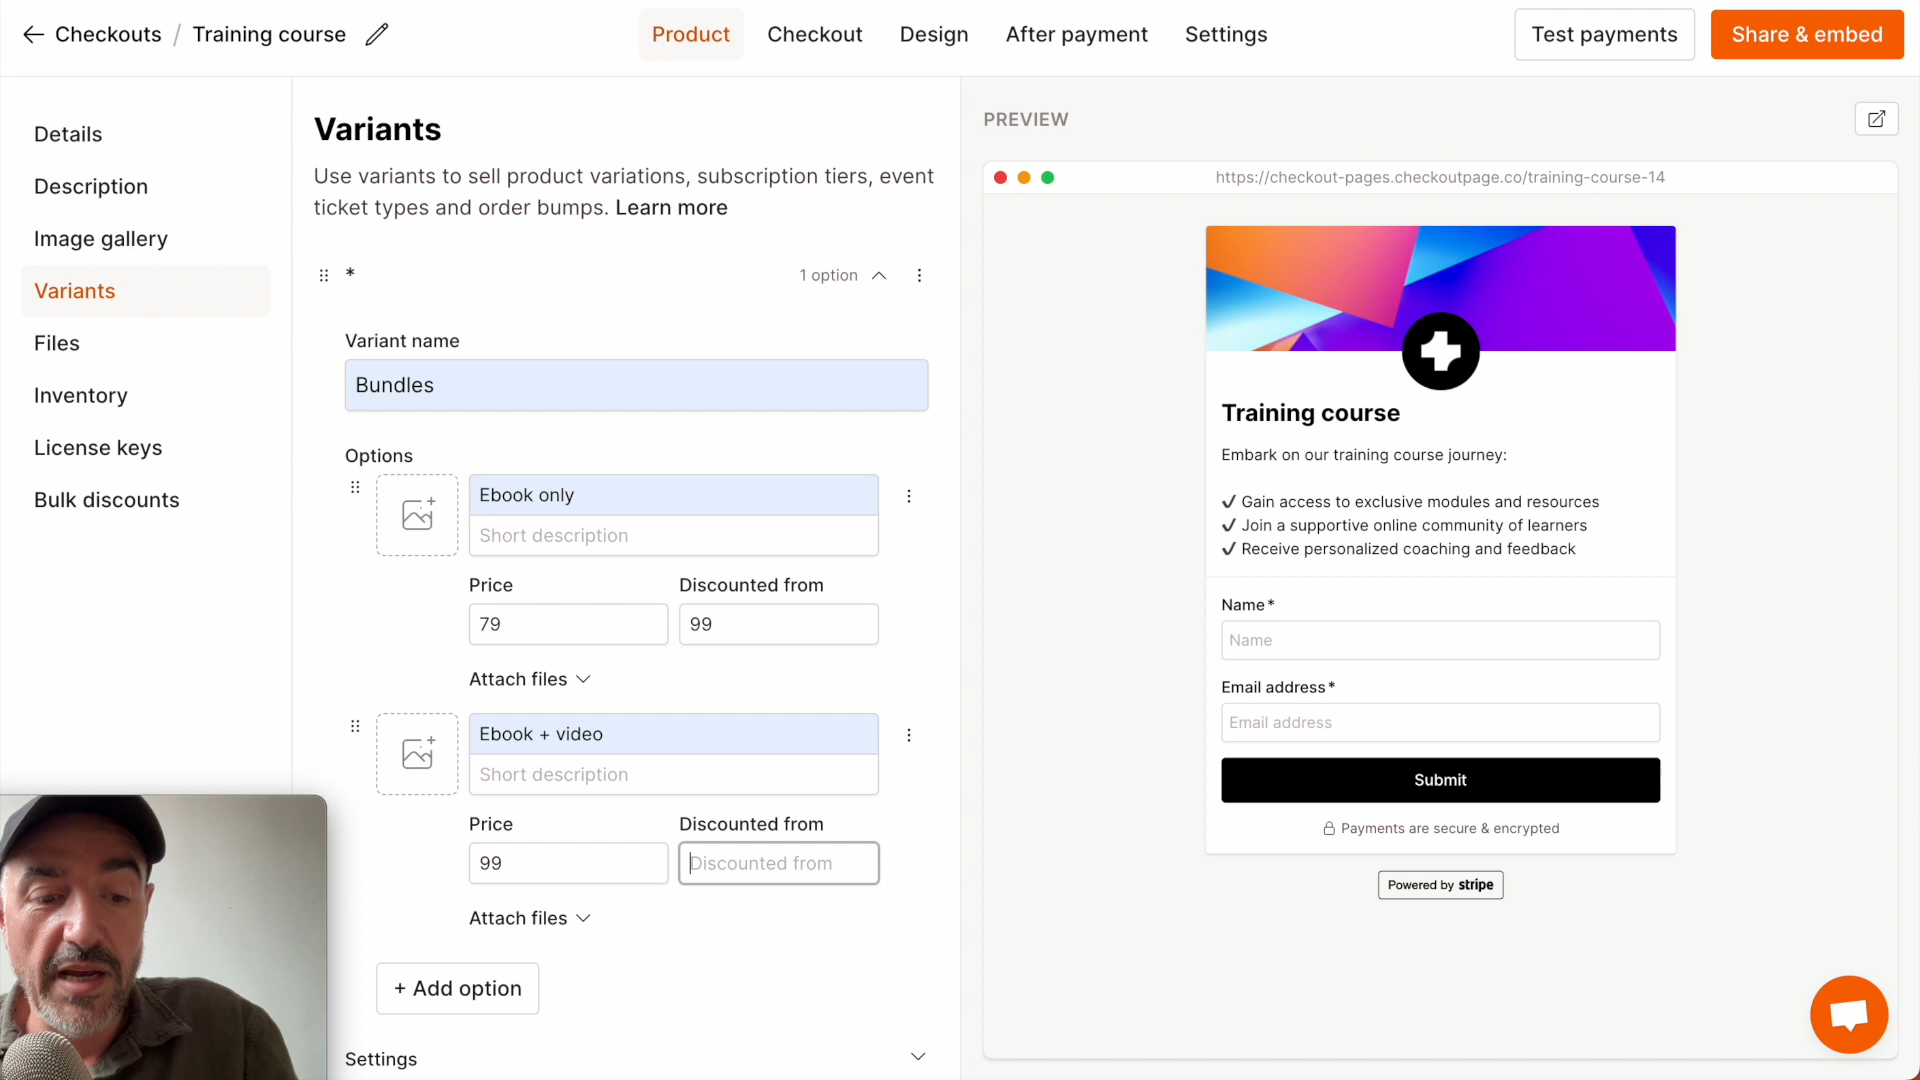 Checkouts / Training course
Product
Checkout
Design
After payment
Settings
Test payments
Share & embed
Details
Description
Image gallery
Variants
Files
Inventory
License keys
Bulk discounts
Variants
Use variants to sell product variations, subscription tiers, event
ticket types and order bumps. Learn more
*
1 option
Variant name
Bundles
Options
Ebook only
Short description
Price
Discounted from
79
99
Attach files
Ebook + video
Short description
Price
Discounted from
99
Discounted from
Attach files
+ Add option
Settings
PREVIEW
https://checkout-pages.checkoutpage.co/training-course-14
Training course
Embark on our training course journey:
✓ Gain access to exclusive modules and resources
✓ Join a supportive online community of learners
✓ Receive personalized coaching and feedback
Name*
Name
Email address*
Email address
Submit
Payments are secure & encrypted
Powered by stripe